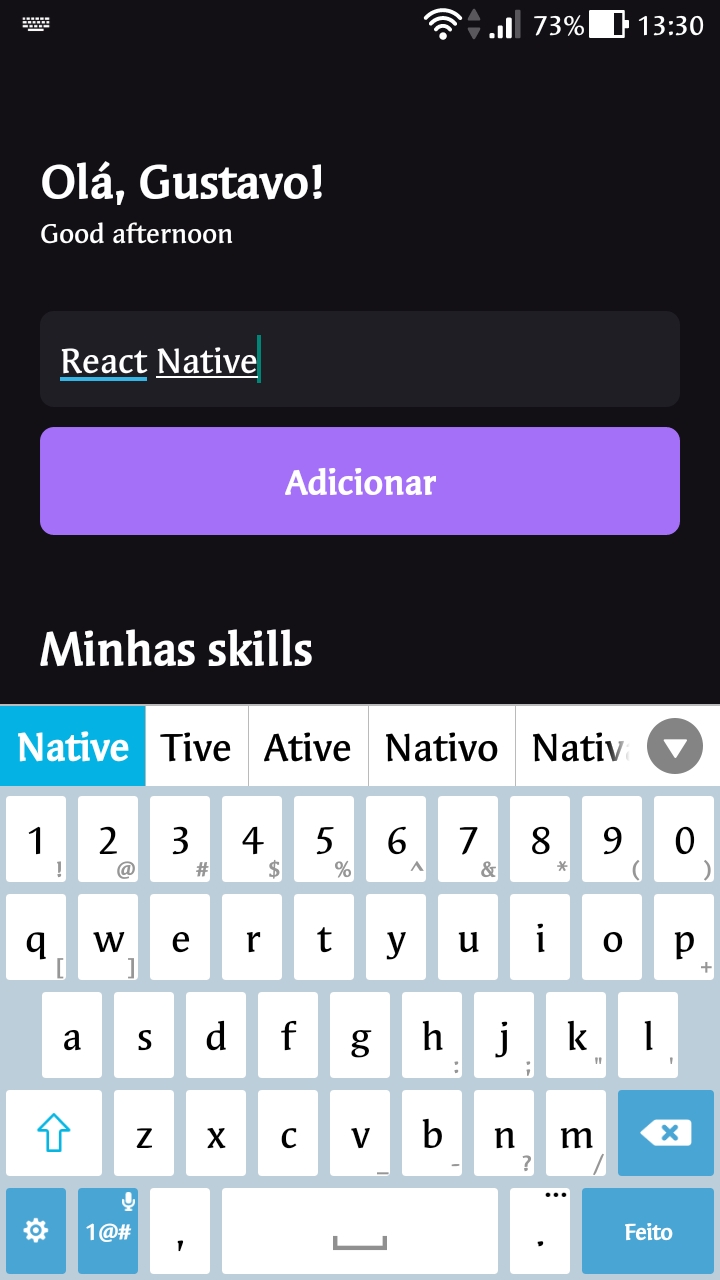 73% 13:30
Olá, Gustavo!
Good afternoon
React Native
Adicionar
Minhas skills
Native Tive Ative Nativo Nativ
1 2 3 4 5 6 7 8 9 0
! @ # $ % ^ & * ( )
q w e r t y u i o p
[ ] +
a s d f g h j k l
: ; " '
z x c v b n m
_ - ? /
1@# , . ...
Feito